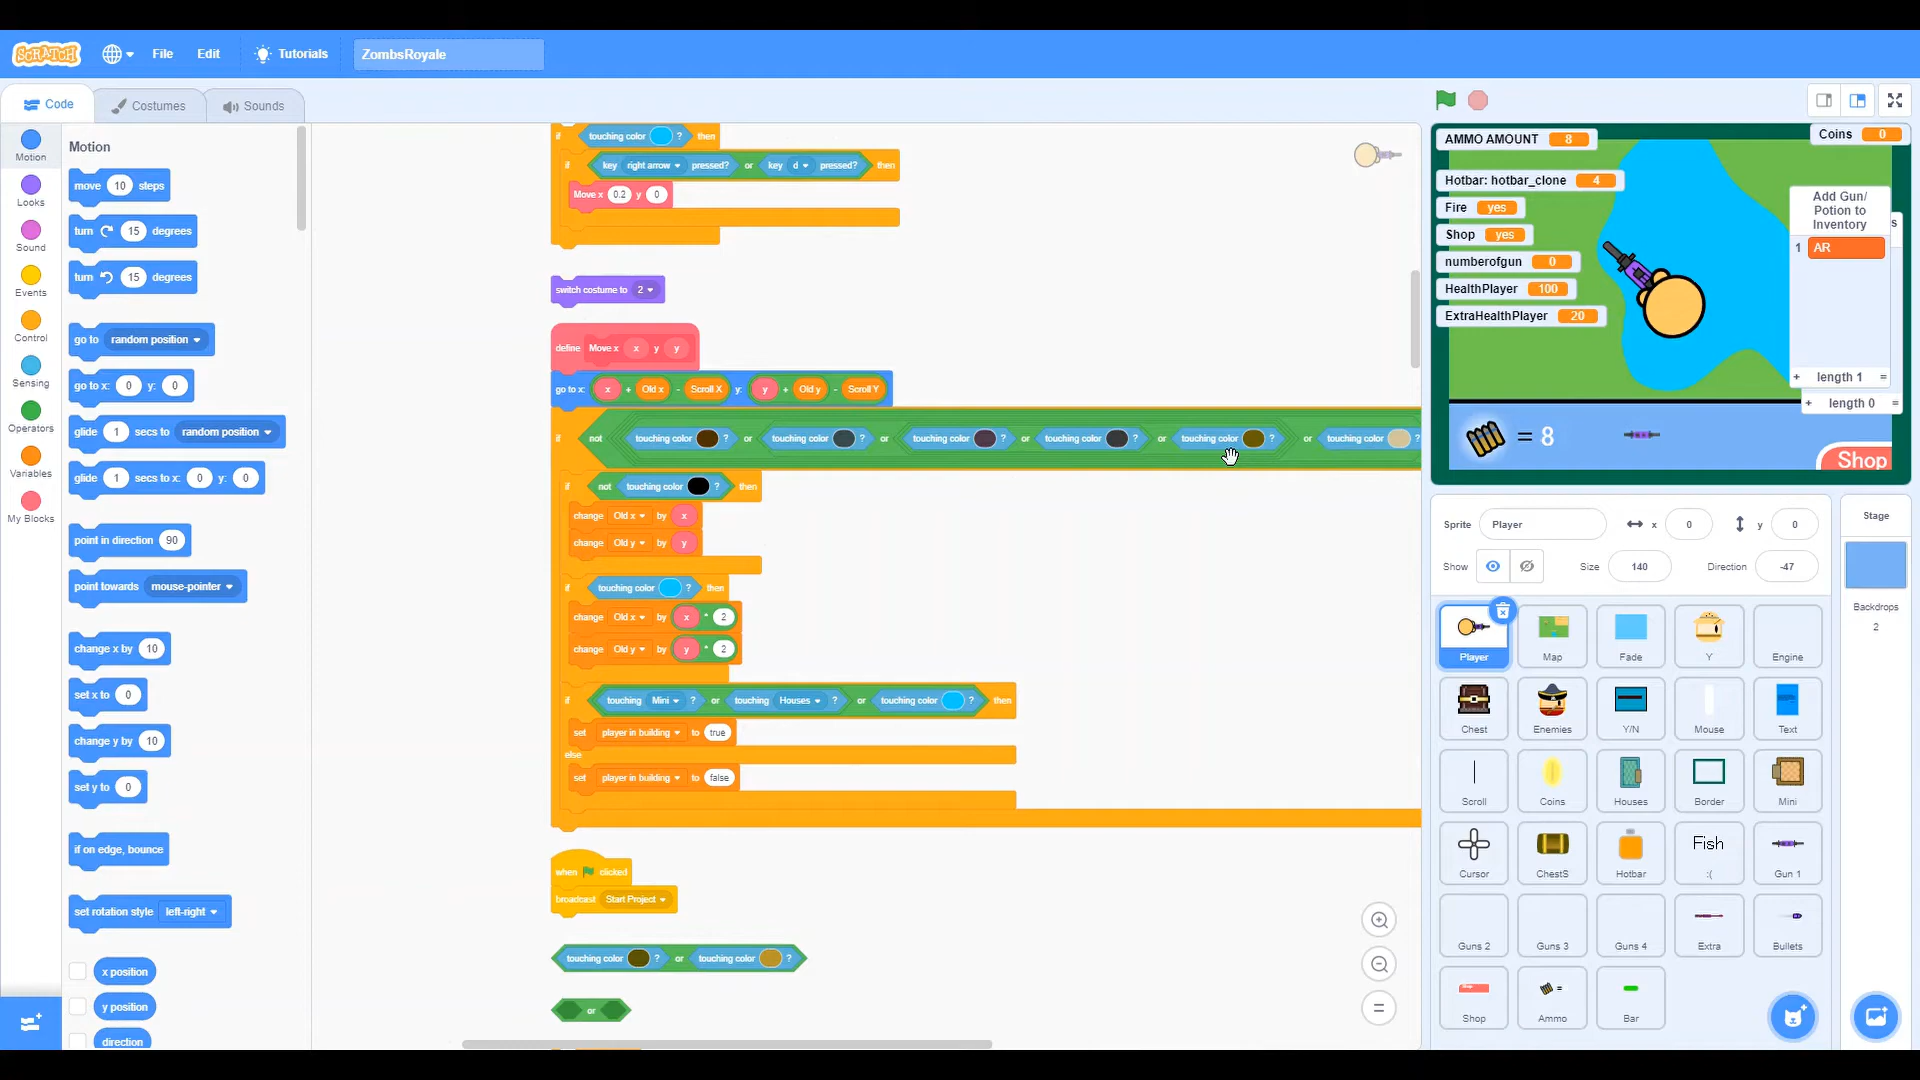 SCRATCH File Edit Tutorials ZombsRoyale
Code Costumes Sounds
Motion
Looks
Sound
Events
Control
Sensing
Operators
Variables
My Blocks
Motion
move 10 steps
turn 15 degrees
turn 15 degrees
go to random position
go to x: 0 y: 0
glide 1 secs to random position
glide 1 secs to x: 0 y: 0
point in direction 90
point towards mouse-pointer
change x by 10
set x to 0
change y by 10
set y to 0
if on edge, bounce
set rotation style left-right
x position
y position
direction
if touching color ? then
if key right arrow pressed? or key d pressed? then
Move x 0.2 y 0
switch costume to 2
define Move x x y y
go to x: x + Old x - Scroll X y: y + Old y - Scroll Y
if not touching color ? or touching color ? or touching color ? or touching color ? or touching color ? or touching color ?
if not touching color ? then
change Old x by x
change Old y by y
if touching color ? then
change Old x by x * 2
change Old y by y * 2
if touching Mini ? or touching Houses ? or touching color ? then
set player in building to true
else
set player in building to false
when clicked
broadcast Start Project
touching color ? or touching color ?
or
AMMO AMOUNT 8
Coins 0
Hotbar: hotbar_clone 4
Fire yes
Shop yes
numberofgun 0
HealthPlayer 100
ExtraHealthPlayer 20
Add Gun/
Potion to
Inventory
s
1 AR
+ length 1 =
+ length 0 =
= 8
Shop
Sprite Player x 0 y 0
Show Size 140 Direction -47
Player Map Fade Y Engine
Chest Enemies Y/N Mouse Text
Scroll Coins Houses Border Mini
Fish
Cursor ChestS Hotbar :( Gun 1
Guns 2 Guns 3 Guns 4 Extra Bullets
Shop
=
Shop Ammo Bar
Stage
Backdrops
2